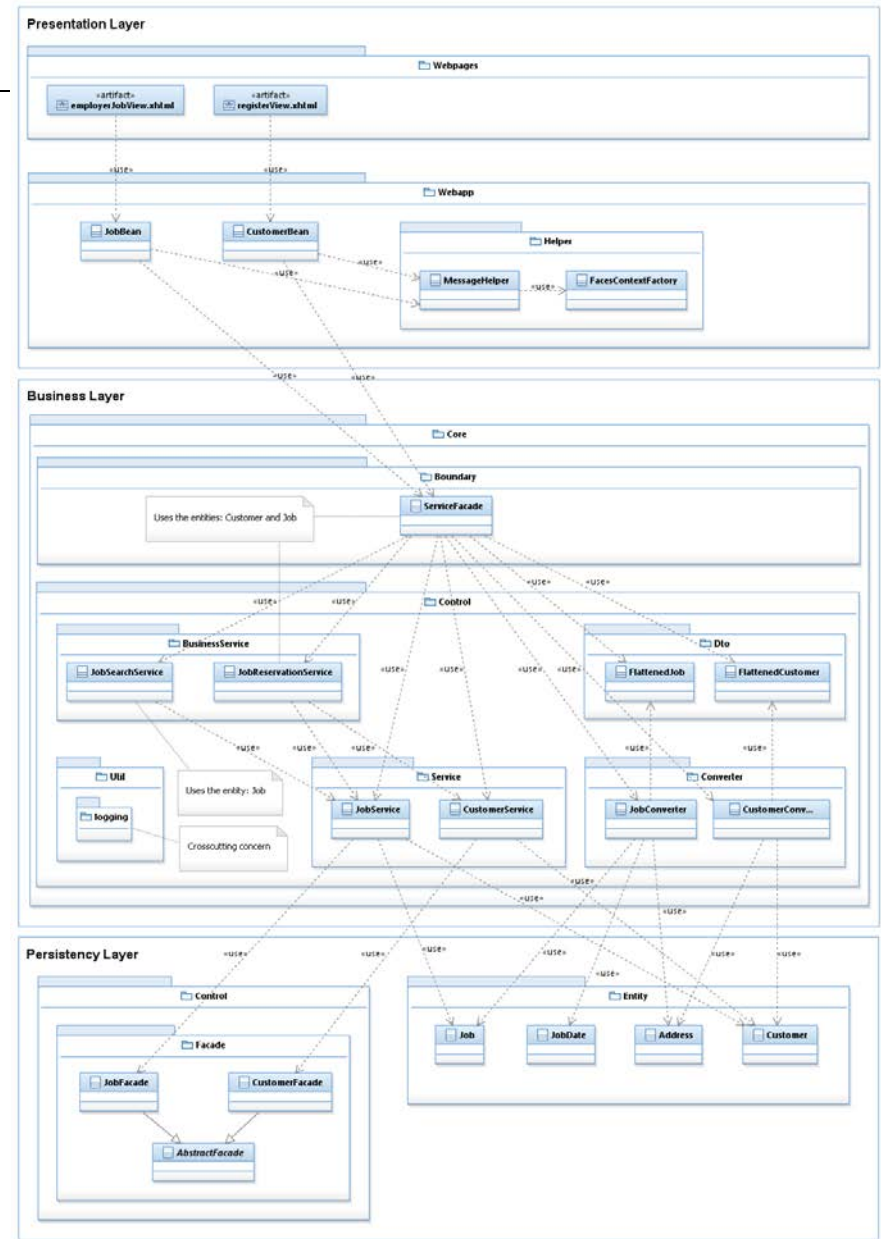 Presentation Layer
Webpages
«artifact»
employerJobView.xhtml
«artifact»
registerView.xhtml
«use»
«use»
Webapp
JobBean
CustomerBean
Helper
«use»
«use»
MessageHelper
«use»
FacesContextFactory
«use»
«use»
Business Layer
Core
Boundary
ServiceFacade
Uses the entities: Customer and Job
«use»
«use»
«use»
«use»
Control
BusinessService
Dto
JobSearchService
JobReservationService
«use»
«use»
«use»
«use»
FlattenedJob
FlattenedCustomer
«use»
«use»
«use»
«use»
«use»
Util
Service
Converter
logging
Uses the entity: Job
JobService
CustomerService
JobConverter
CustomerConv...
Crosscutting concern
«use»
«use»
«use»
Persistency Layer
«use»
«use»
«use»
«use»
«use»
«use»
«use»
Control
Entity
Facade
Job
JobDate
Address
Customer
JobFacade
CustomerFacade
AbstractFacade